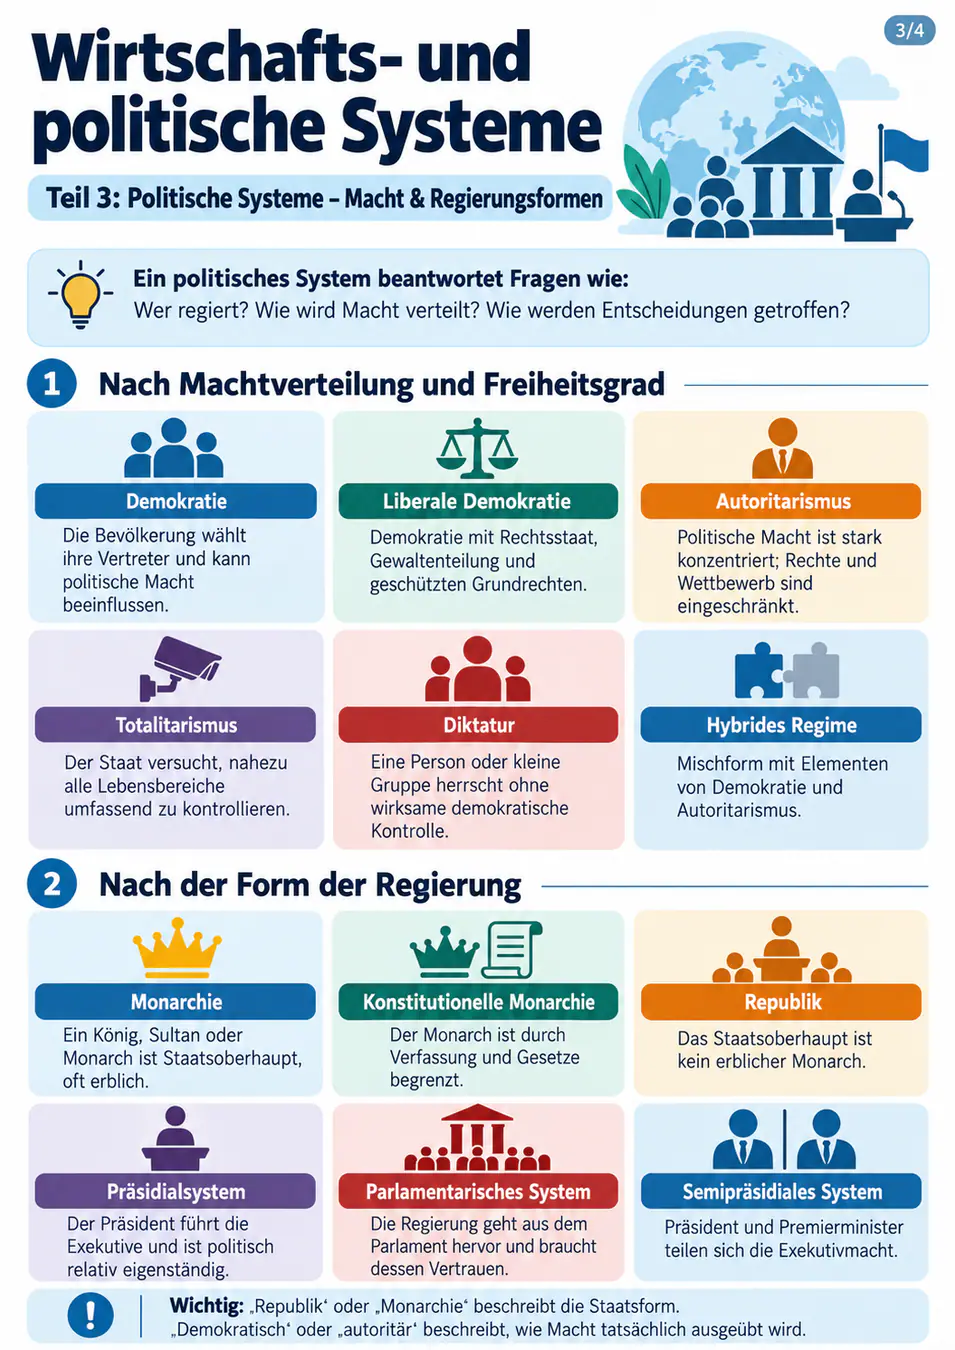 3/4
Wirtschafts- und
politische Systeme
Teil 3: Politische Systeme – Macht & Regierungsformen
Ein politisches System beantwortet Fragen wie:
Wer regiert? Wie wird Macht verteilt? Wie werden Entscheidungen getroffen?
1 Nach Machtverteilung und Freiheitsgrad
Demokratie
Die Bevölkerung wählt
ihre Vertreter und kann
politische Macht
beeinflussen.
Liberale Demokratie
Demokratie mit Rechtsstaat,
Gewaltenteilung und
geschützten Grundrechten.
Autoritarismus
Politische Macht ist stark
konzentriert; Rechte und
Wettbewerb sind
eingeschränkt.
Totalitarismus
Der Staat versucht, nahezu
alle Lebensbereiche
umfassend zu kontrollieren.
Diktatur
Eine Person oder kleine
Gruppe herrscht ohne
wirksame demokratische
Kontrolle.
Hybrides Regime
Mischform mit Elementen
von Demokratie und
Autoritarismus.
2 Nach der Form der Regierung
Monarchie
Ein König, Sultan oder
Monarch ist Staatsoberhaupt,
oft erblich.
Konstitutionelle Monarchie
Der Monarch ist durch
Verfassung und Gesetze
begrenzt.
Republik
Das Staatsoberhaupt ist
kein erblicher Monarch.
Präsidialsystem
Der Präsident führt die
Exekutive und ist politisch
relativ eigenständig.
Parlamentarisches System
Die Regierung geht aus dem
Parlament hervor und braucht
dessen Vertrauen.
Semipräsidiales System
Präsident und Premierminister
teilen sich die Exekutivmacht.
! Wichtig: „Republik‘ oder „Monarchie‘ beschreibt die Staatsform.
„Demokratisch‘ oder „autoritär‘ beschreibt, wie Macht tatsächlich ausgeübt wird.